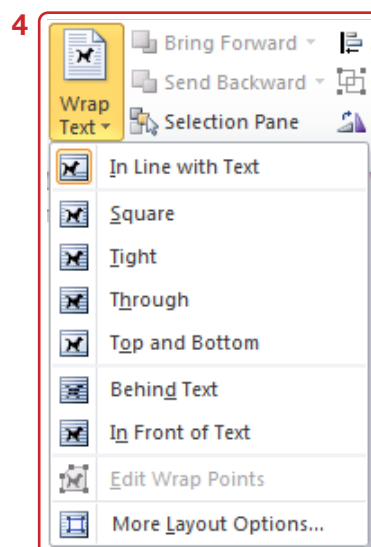 4
Bring Forward
Send Backward
Wrap
Text
Selection Pane
In Line with Text
Square
Tight
Through
Top and Bottom
Behind Text
In Front of Text
Edit Wrap Points
More Layout Options...